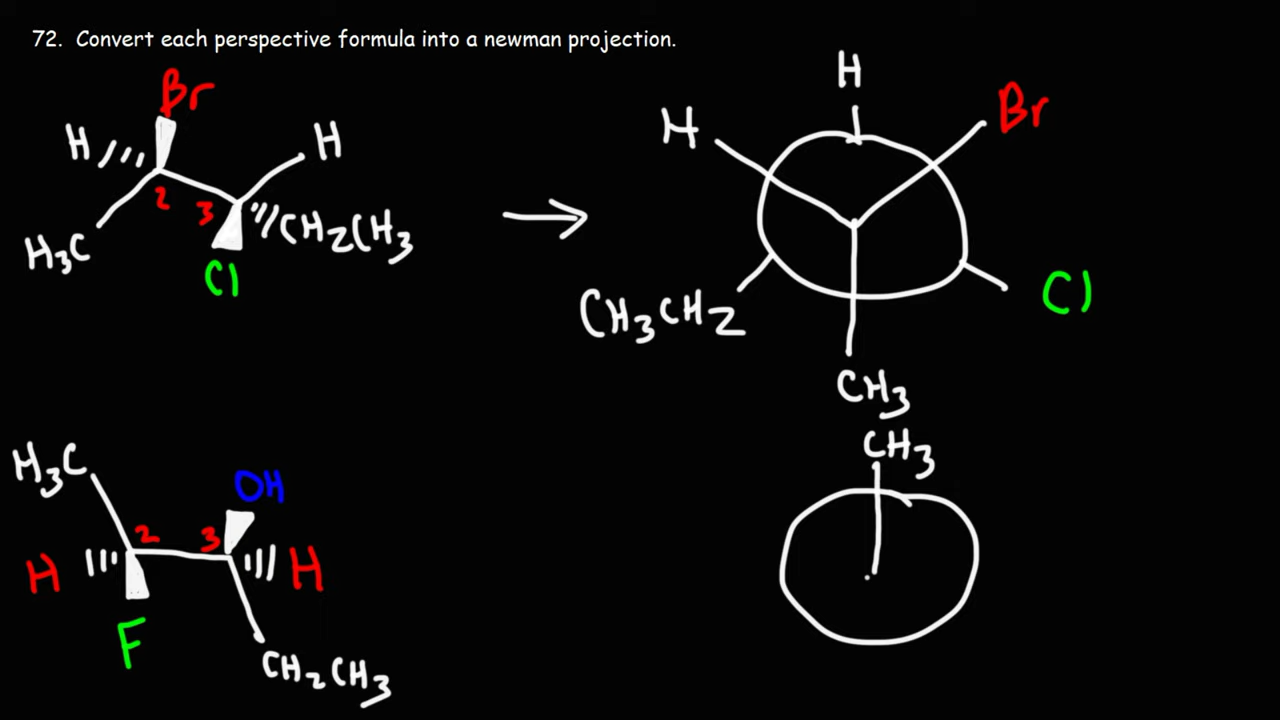 72. Convert each perspective formula into a newman projection.
Br
H
H
2
3
H₃C
CH₂CH₃
Cl
H
H
Br
CH₃CH₂
Cl
CH₃
H₃C
OH
2
3
H
H
F
CH₂CH₃
CH₃